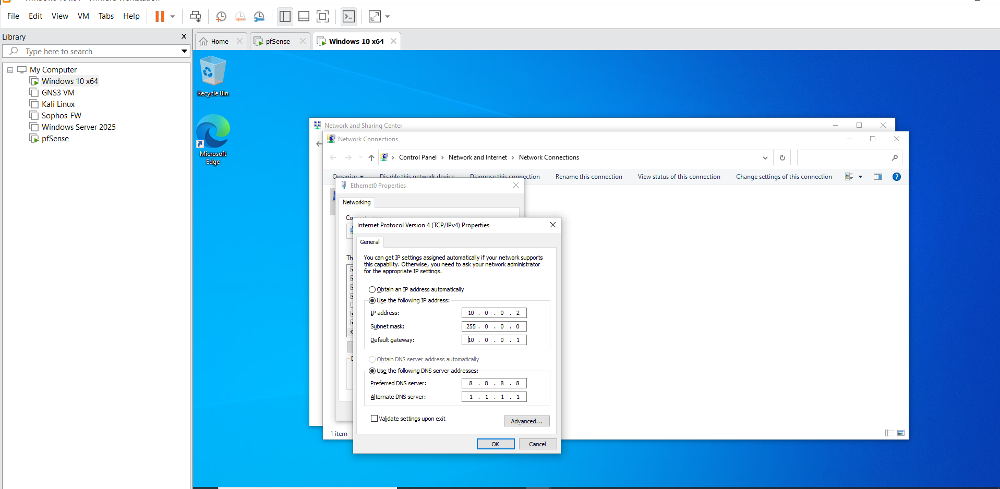 File Edit View VM Tabs Help
Library
Type here to search
My Computer
Windows 10 x64
GNS3 VM
Kali Linux
Sophos-FW
Windows Server 2025
pfSense
Home
pfSense
Windows 10 x64
Recycle Bin
Microsoft
Edge
Network and Sharing Center
Network Connections
Control Panel › Network and Internet › Network Connections
Organize Disable this network device Diagnose this connection Rename this connection View status of this connection Change settings of this connection
Ethernet0 Properties
Networking
Internet Protocol Version 4 (TCP/IPv4) Properties
General
You can get IP settings assigned automatically if your network supports
this capability. Otherwise, you need to ask your network administrator
for the appropriate IP settings.
Obtain an IP address automatically
Use the following IP address:
IP address: 10 . 0 . 0 . 2
Subnet mask: 255 . 0 . 0 . 0
Default gateway: 10 . 0 . 0 . 1
Obtain DNS server address automatically
Use the following DNS server addresses:
Preferred DNS server: 8 . 8 . 8 . 8
Alternate DNS server: 1 . 1 . 1 . 1
Validate settings upon exit
Advanced...
OK Cancel
1 item